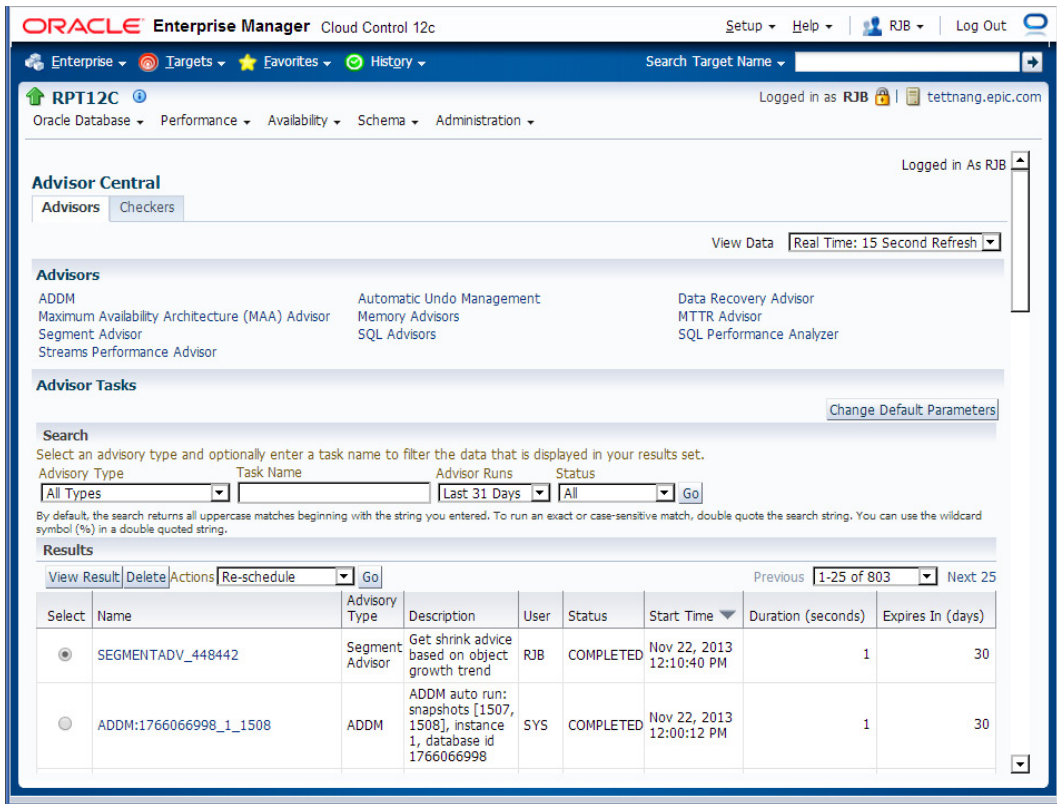 ORACLE Enterprise Manager Cloud Control 12c Setup Help RJB Log Out
Enterprise Targets Favorites History Search Target Name
RPT12C Logged in as RJB tettnang.epic.com
Oracle Database Performance Availability Schema Administration
Logged in As RJB
Advisor Central
Advisors Checkers
View Data Real Time: 15 Second Refresh
Advisors
ADDM Automatic Undo Management Data Recovery Advisor
Maximum Availability Architecture (MAA) Advisor Memory Advisors MTTR Advisor
Segment Advisor SQL Advisors SQL Performance Analyzer
Streams Performance Advisor
Advisor Tasks
Change Default Parameters
Search
Select an advisory type and optionally enter a task name to filter the data that is displayed in your results set.
Advisory Type Task Name Advisor Runs Status
All Types Last 31 Days All Go
By default, the search returns all uppercase matches beginning with the string you entered. To run an exact or case-sensitive match, double quote the search string. You can use the wildcard
symbol (%) in a double quoted string.
Results
View Result Delete Actions Re-schedule Go Previous 1-25 of 803 Next 25
Select Name Advisory Type Description User Status Start Time Duration (seconds) Expires In (days)
SEGMENTADV_448442 Segment Advisor Get shrink advice based on object growth trend RJB COMPLETED Nov 22, 2013 12:10:40 PM 1 30
ADDM:1766066998_1_1508 ADDM ADDM auto run: snapshots [1507, 1508], instance 1, database id 1766066998 SYS COMPLETED Nov 22, 2013 12:00:12 PM 1 30